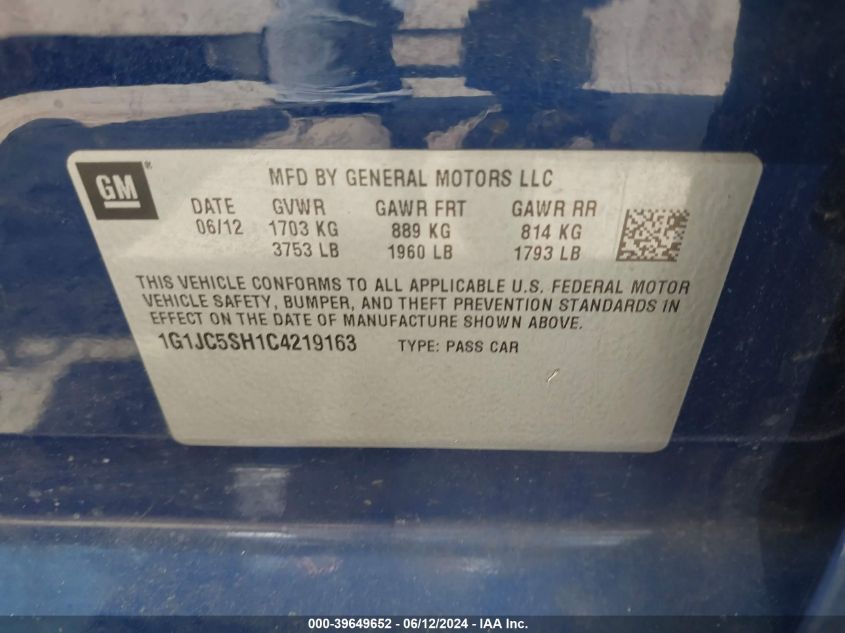 GM®
MFD BY GENERAL MOTORS LLC
DATE GVWR GAWR FRT GAWR RR
06/12 1703 KG 889 KG 814 KG
3753 LB 1960 LB 1793 LB
THIS VEHICLE CONFORMS TO ALL APPLICABLE U.S. FEDERAL MOTOR
VEHICLE SAFETY, BUMPER, AND THEFT PREVENTION STANDARDS IN
EFFECT ON THE DATE OF MANUFACTURE SHOWN ABOVE.
1G1JC5SH1C4219163 TYPE: PASS CAR
000-39649652 - 06/12/2024 - IAA Inc.